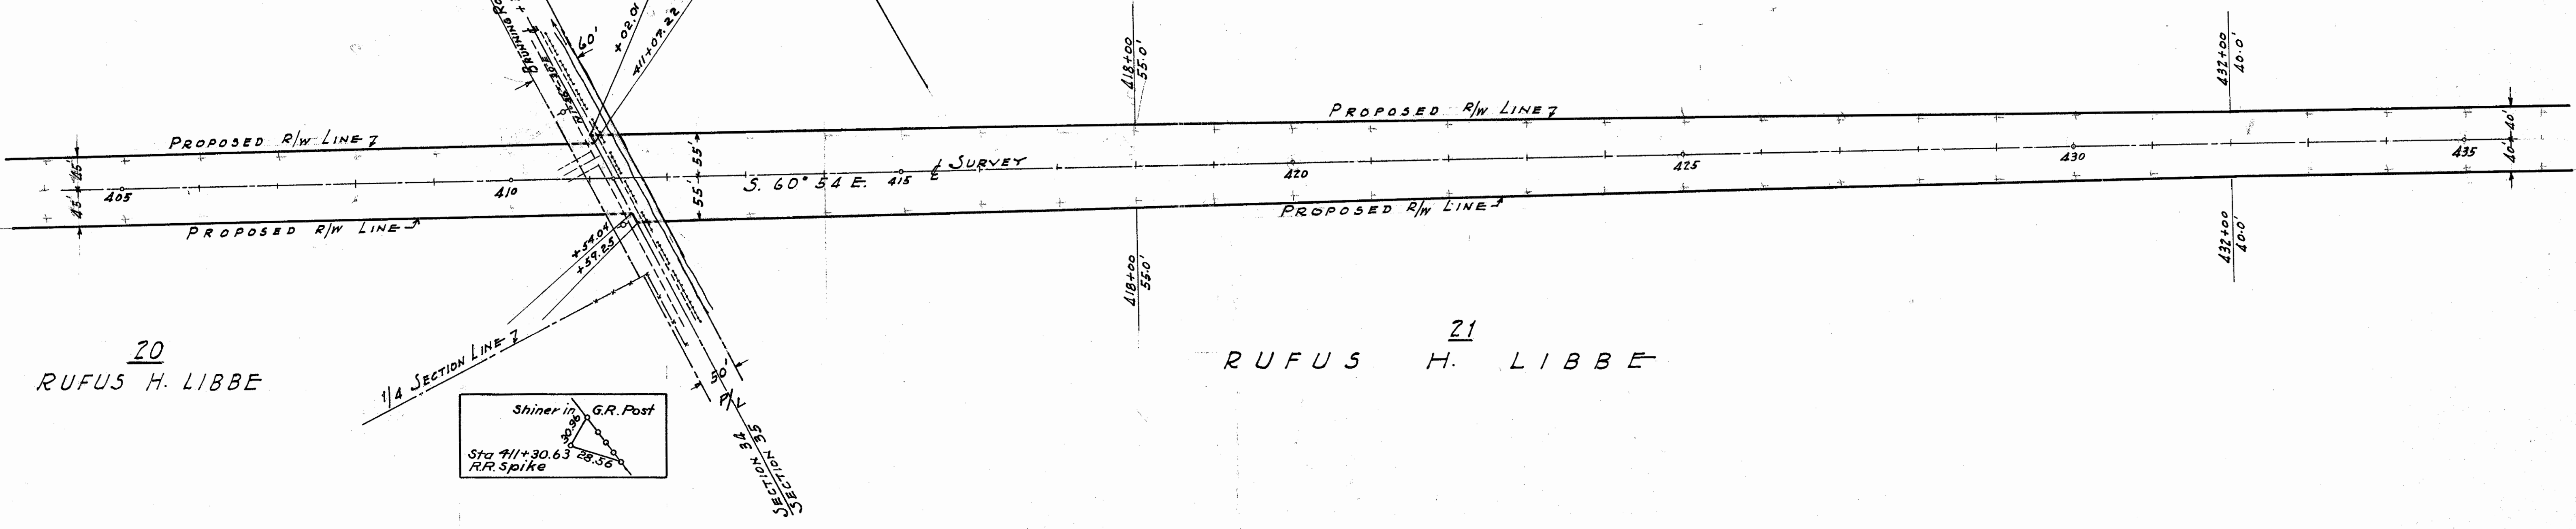 BRUNNING
60'
+02.01
411+07.22
418+00
55.0'
432+00
40.0'
PROPOSED R/W LINE
PROPOSED R/W LINE
45' 45'
55' 55'
40' 40'
405
410
S. 60° 54 E.
415
℄ SURVEY
420
425
430
435
PROPOSED R/W LINE
PROPOSED R/W LINE
+54.04
+59.25
418+00
55.0'
432+00
40.0'
1/4 SECTION LINE
20
RUFUS H. LIBBE
21
RUFUS H. LIBBE
30'
P/L
SECTION 34
SECTION 35
Shiner in G.R. Post
30.96
Sta 411+30.63
28.56
R.R. Spike